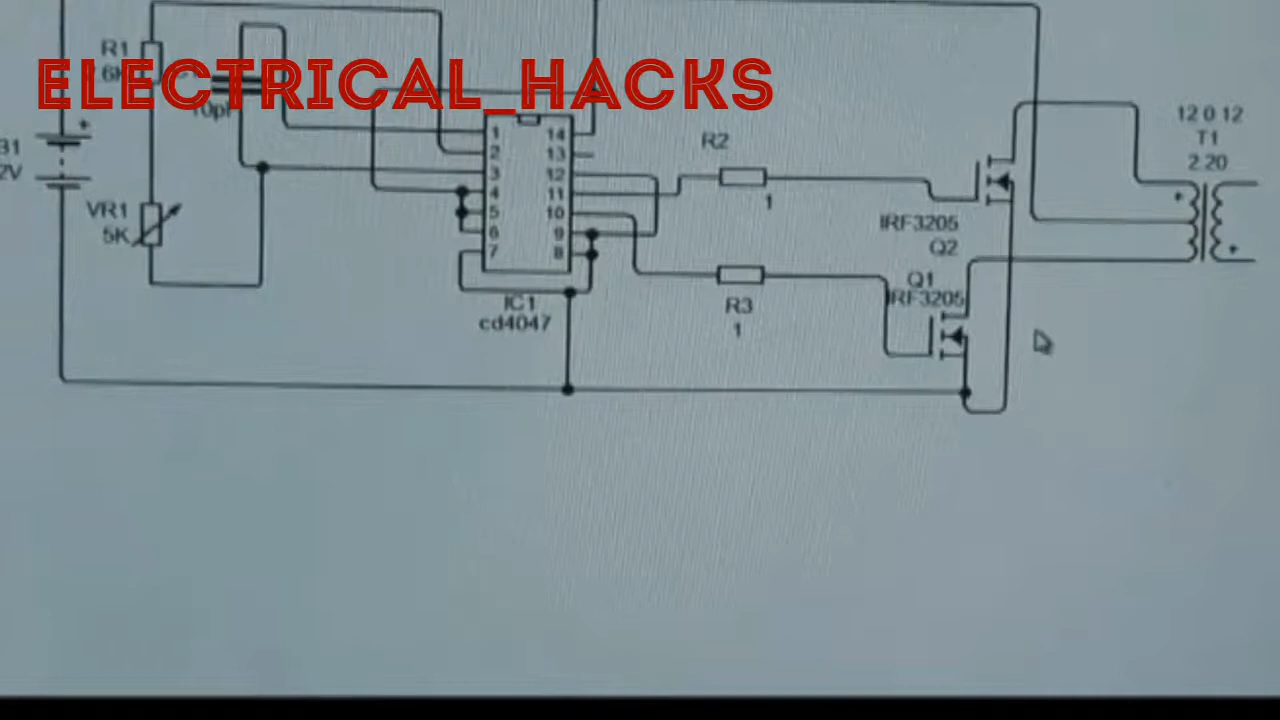 ELECTRICAL_HACKS
R1
10pF
VR1
5K
1
2
3
4
5
6
7
14
13
12
11
10
9
8
IC1
cd4047
R2
1
R3
1
IRF3205
Q2
Q1
IRF3205
12 0 12
T1
2 20